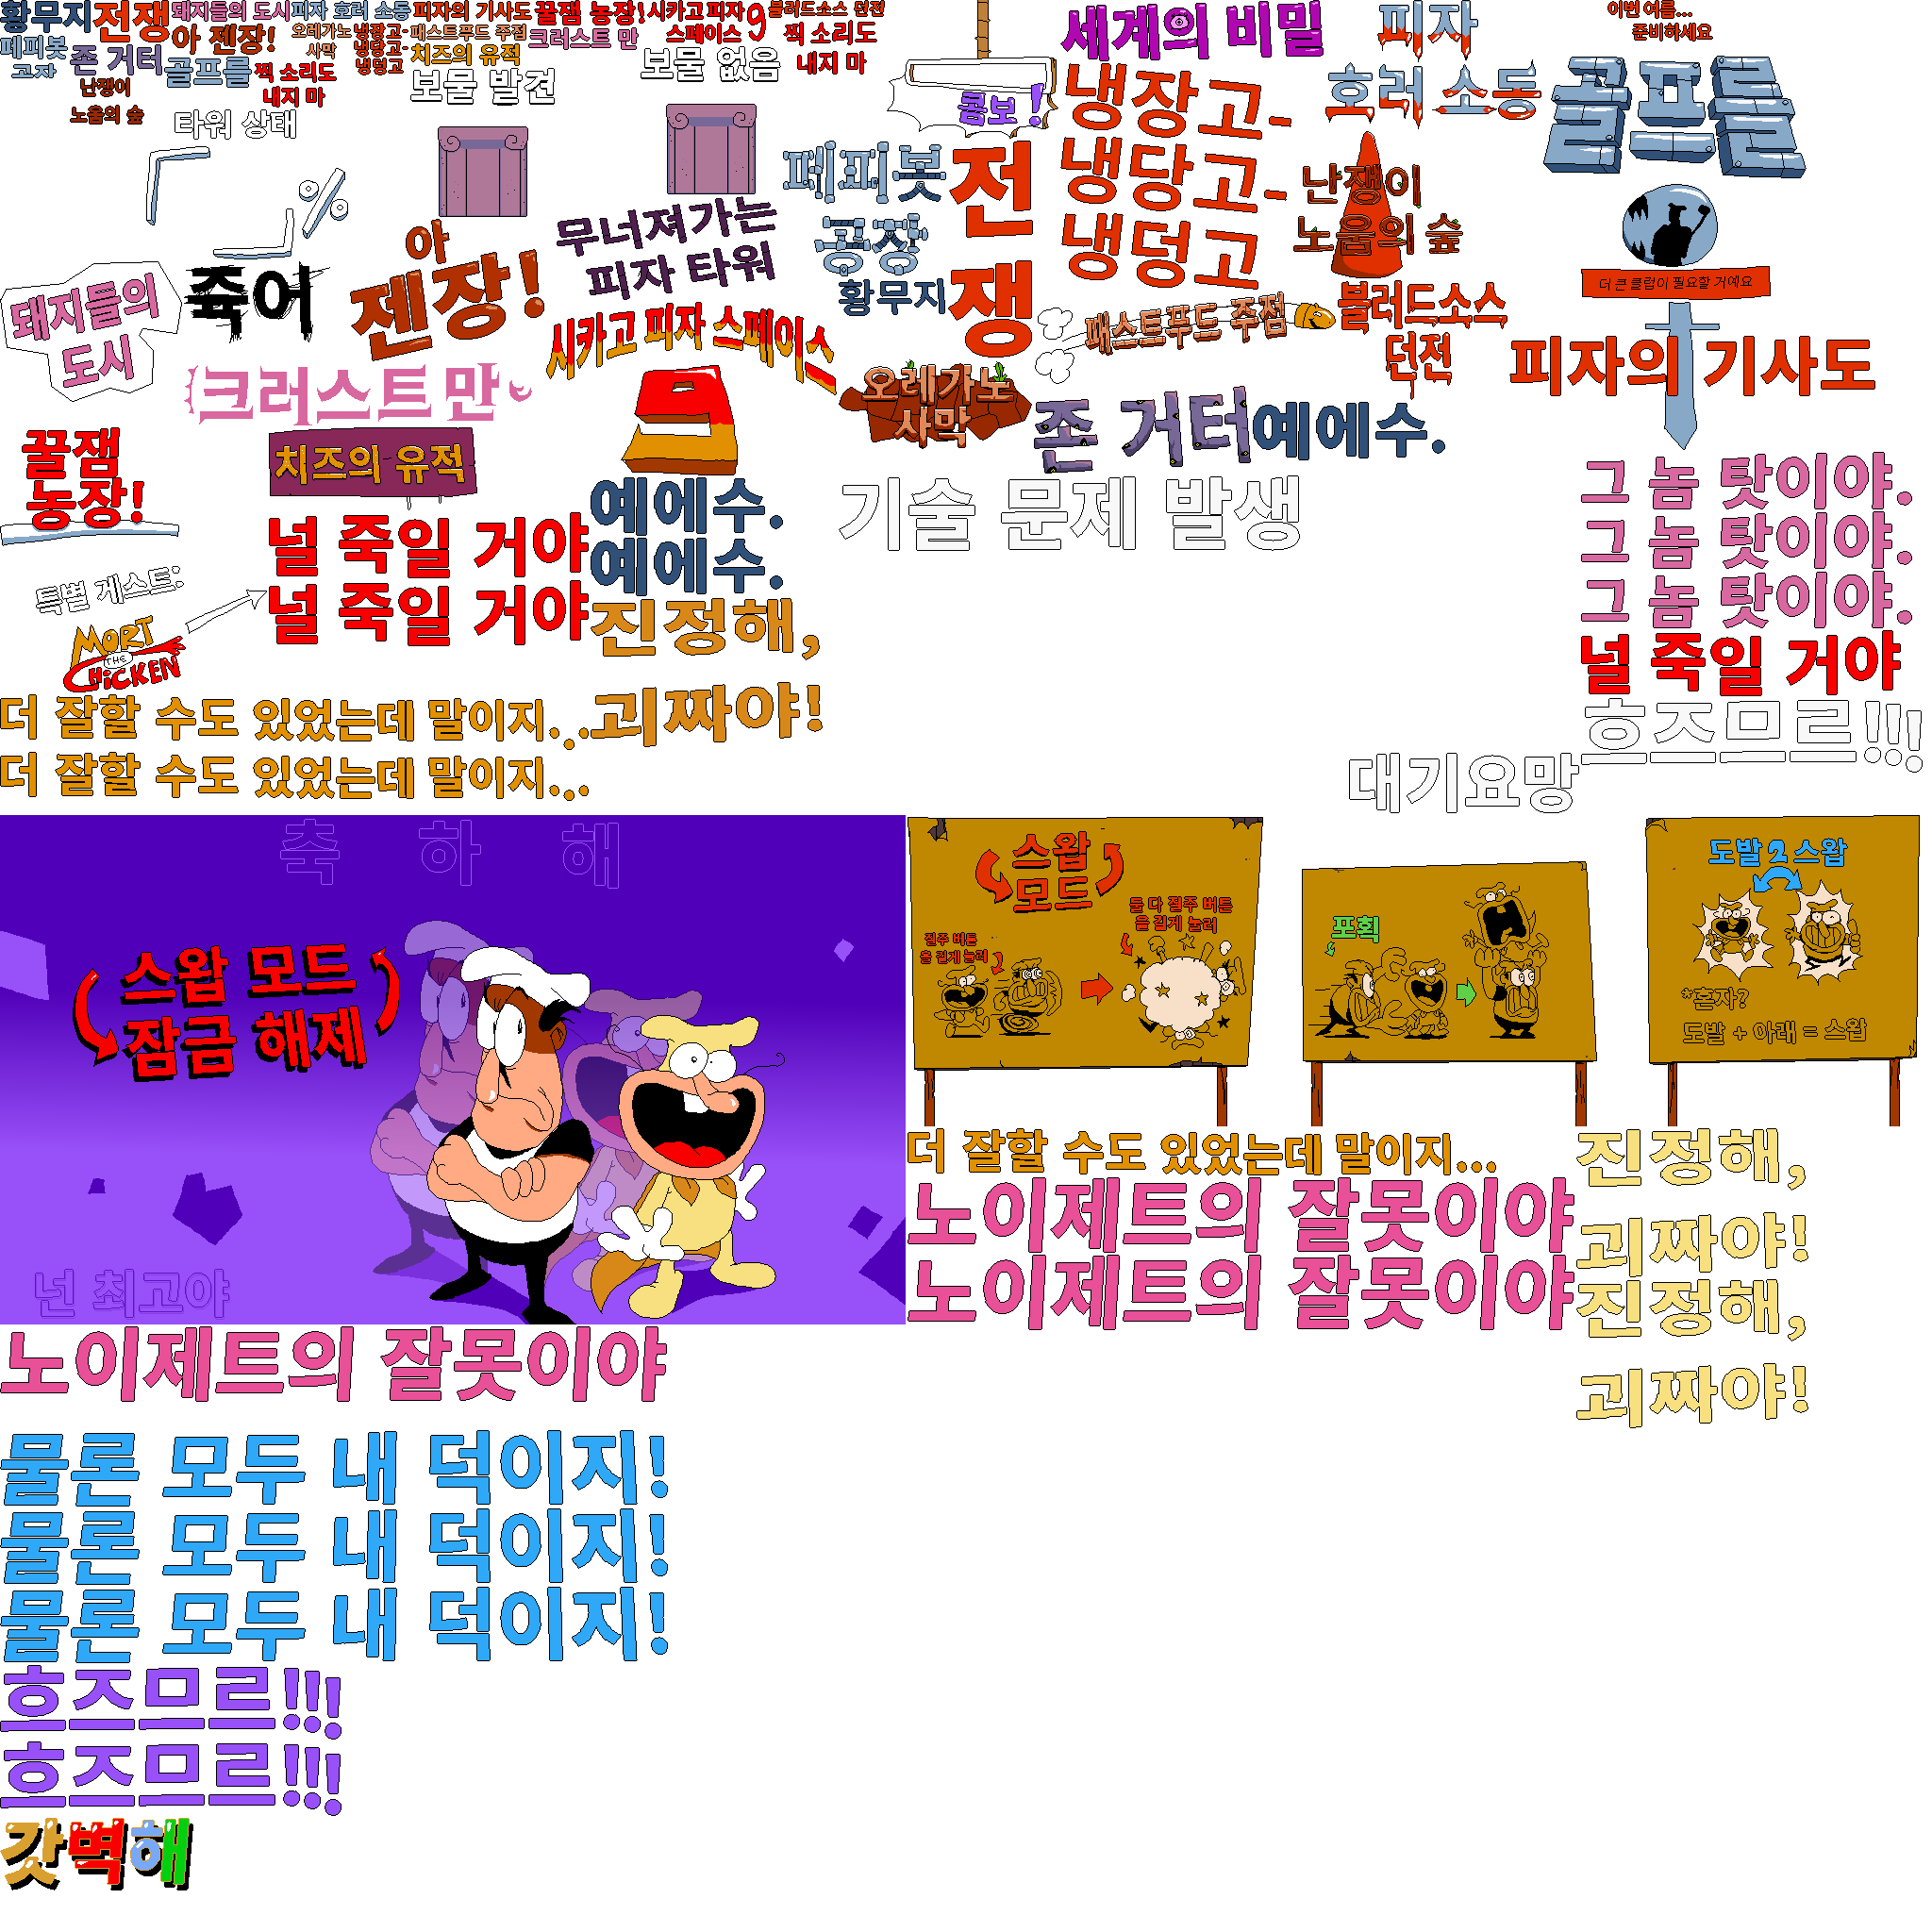 황무지
전쟁
돼지들의 도시
피자 호러 소동
피자의 기사도
꿀잼 농장!
시카고 피자
스페이스 9
블러드소스 던전
페피봇
공장
존 거터
아 젠장!
골프를
오레가노
사막
냉장고-
냉당고-
냉덩고
패스트푸드 주점
치즈의 유적
크러스트 만
찍 소리도
내지 마
난쟁이
노움의 숲
찍 소리도
내지 마
보물 발견
보물 없음
타워 상태
%
콤보!
세계의 비밀
피자
호러 소동
이번 여름...
준비하세요
골프를
더 큰 클럽이 필요할 거예요
냉장고-
냉당고-
냉덩고
페피봇
공장
황무지
전
쟁
난쟁이
노움의 숲
무너져가는
피자 타워
돼지들의
도시
죽어
야
젠장!
시카고 피자 스페이스
9
패스트푸드 주점
블러드소스
던전
피자의 기사도
크러스트 만
오레가노
사막
존 거터
예에수.
꿀잼
농장!
치즈의 유적
예에수.
예에수.
기술 문제 발생
널 죽일 거야
널 죽일 거야
그 놈 탓이야.
그 놈 탓이야.
그 놈 탓이야.
널 죽일 거야
특별 게스트:
MORT
THE
CHICKEN
진정해,
괴짜야!
더 잘할 수도 있었는데 말이지...
더 잘할 수도 있었는데 말이지...
흐즈므르!!!
대기요망
축 하 해
스왑 모드
잠금 해제
넌 최고야
스왑
모드
질주 버튼
을 길게 눌러
둘 다 질주 버튼
을 길게 눌러
포획
도발 2 스왑
*혼자?
도발 + 아래 = 스왑
더 잘할 수도 있었는데 말이지...
노이제트의 잘못이야
노이제트의 잘못이야
진정해,
괴짜야!
진정해,
괴짜야!
노이제트의 잘못이야
물론 모두 내 덕이지!
물론 모두 내 덕이지!
물론 모두 내 덕이지!
흐즈므르!!!
흐즈므르!!!
갓벽해